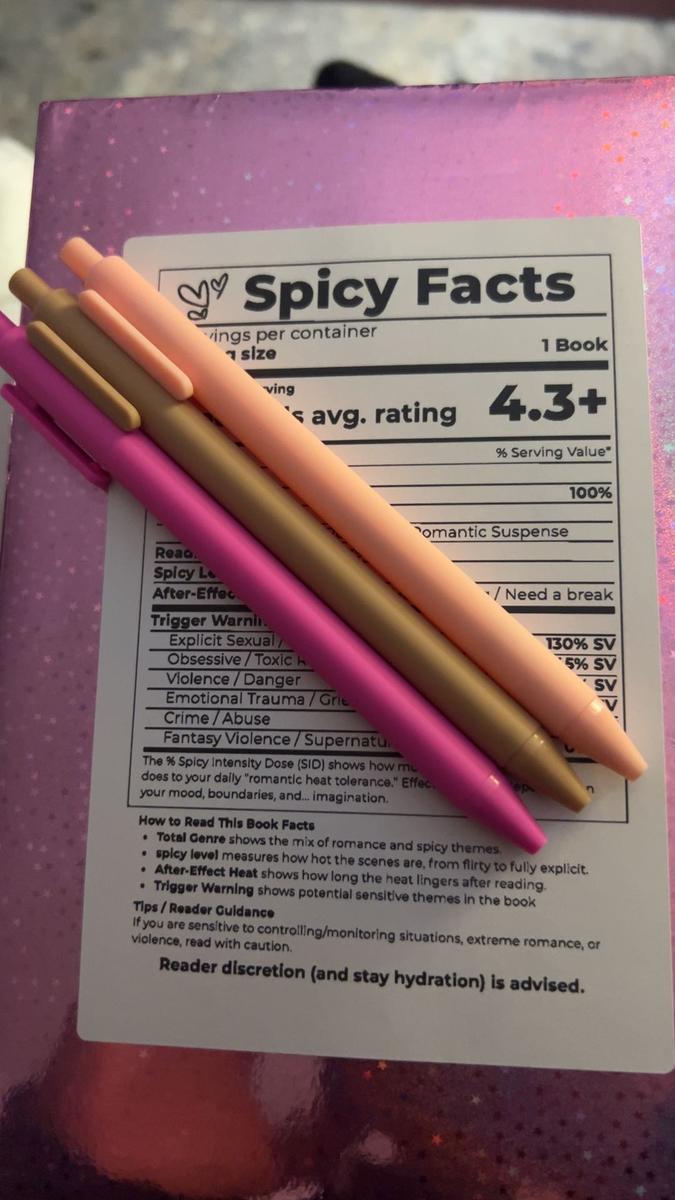 Spicy Facts
per container
size
1 Book
avg. rating 4.3+
% Serving Value*
100%
Romantic Suspense
Spicy
/ Need a break
Trigger
Explicit Sexual / 130% SV
Obsessive / Toxic 5% SV
Violence / Danger SV
Emotional Trauma /
Crime / Abuse
Fantasy Violence /
The % Spicy Intensity Dose (SID) shows how
does to your daily "romantic heat tolerance."
your mood, boundaries, and... imagination.
How to Read This Book Facts
• Total Genre shows the mix of romance and spicy themes.
• spicy level measures how hot the scenes are, from flirty to fully explicit.
• After-Effect Heat shows how long the heat lingers after reading.
• Trigger Warning shows potential sensitive themes in the book
Tips / Reader Guidance
If you are sensitive to controlling/monitoring situations, extreme romance, or
violence, read with caution.
Reader discretion (and stay hydration) is advised.